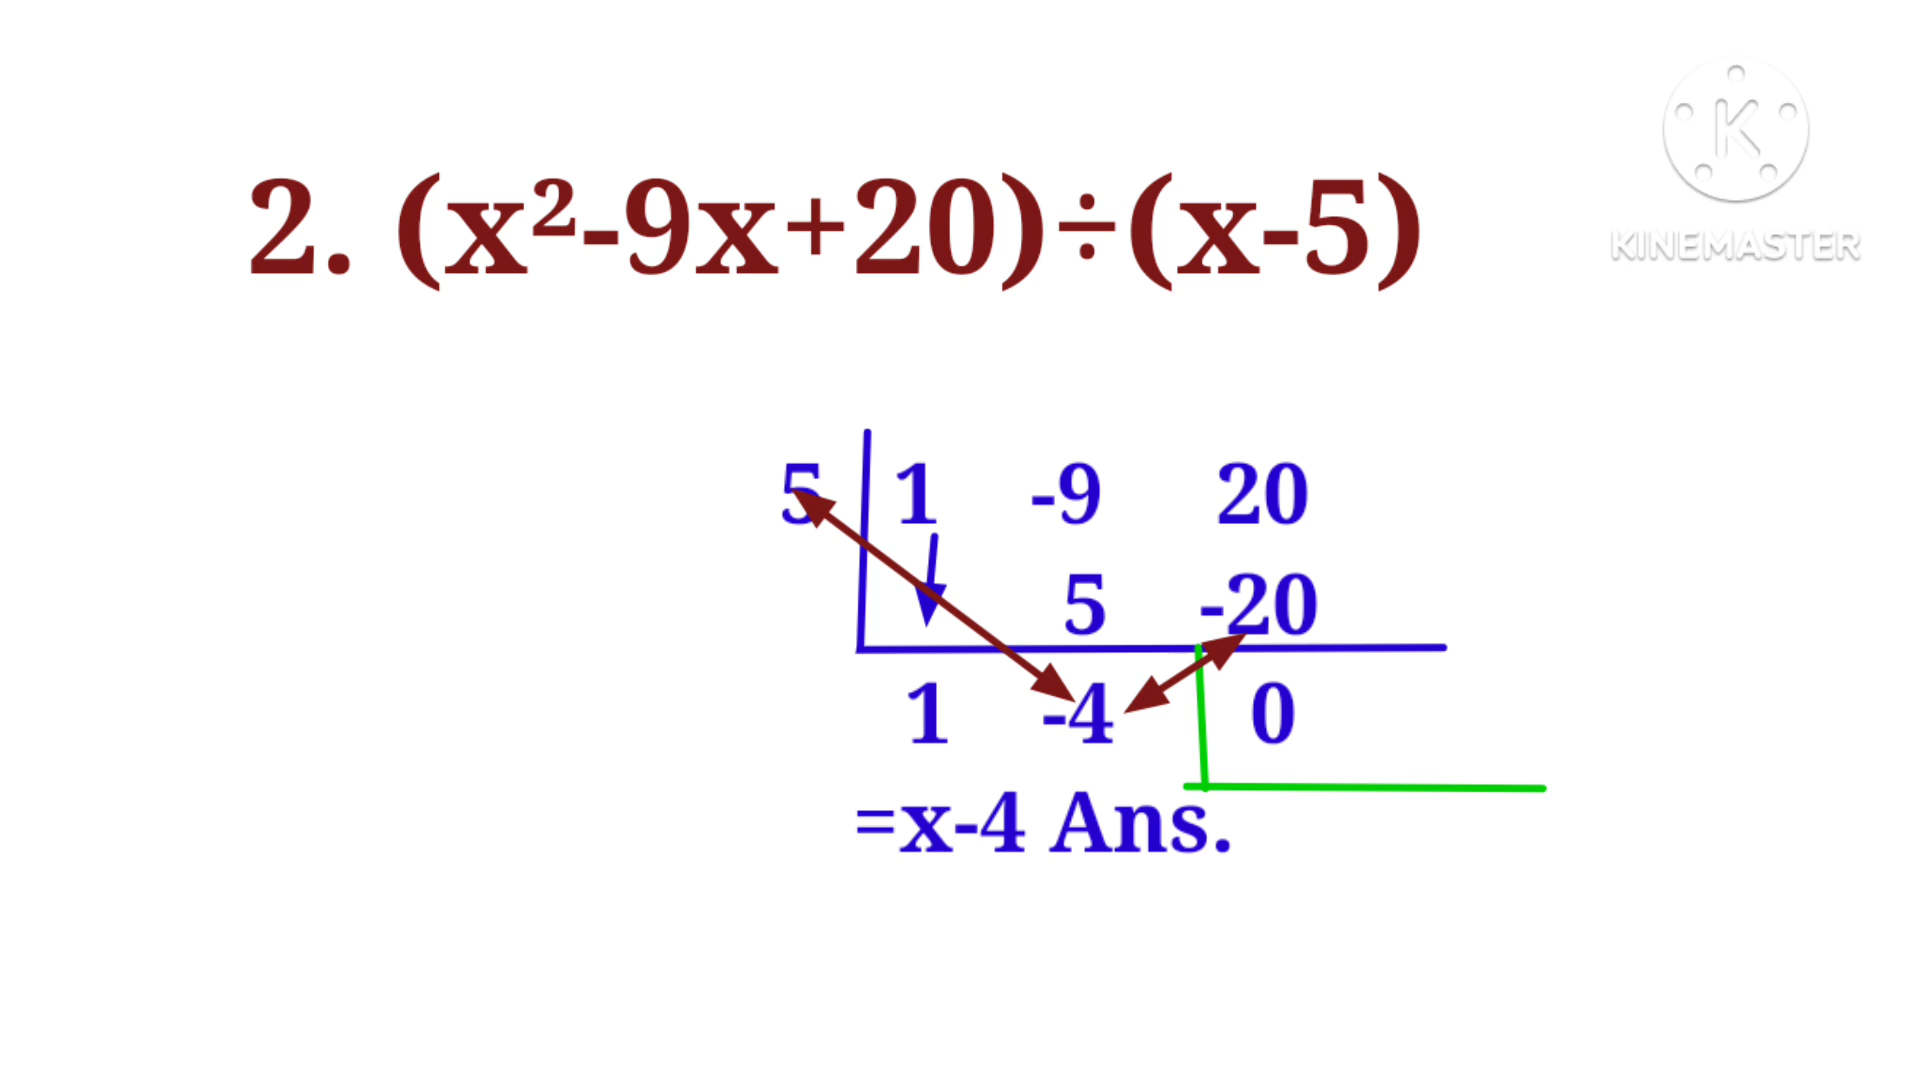 2. (x²-9x+20)÷(x-5)
K
KINEMASTER
5 1 -9 20
5 -20
1 -4 0
=x-4 Ans.